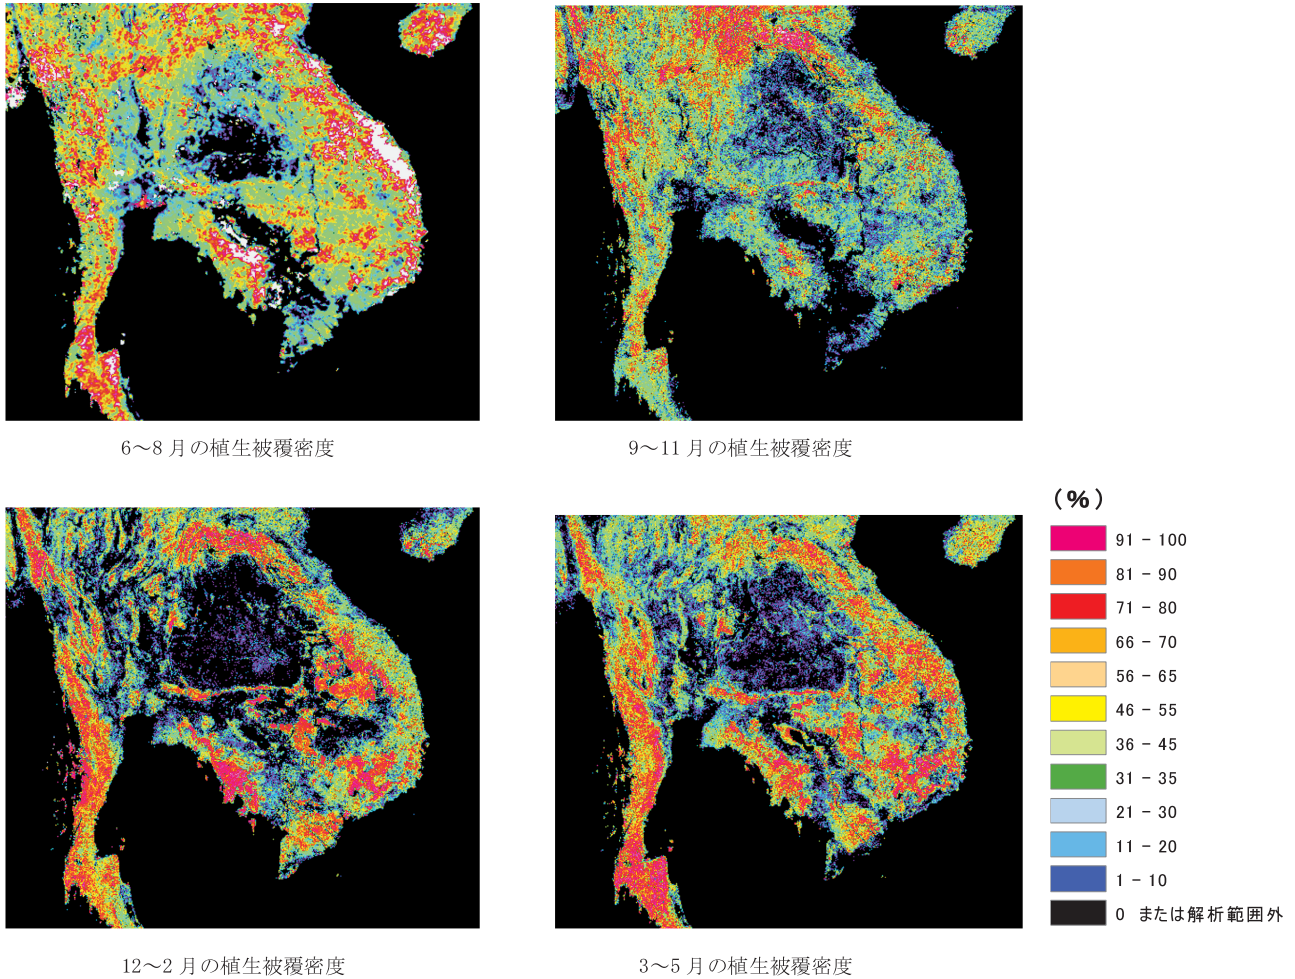 6～8 月の植生被覆密度
9～11 月の植生被覆密度
(%)
91 － 100
81 － 90
71 － 80
66 － 70
56 － 65
46 － 55
36 － 45
31 － 35
21 － 30
11 － 20
1 － 10
0 または解析範囲外
12～2 月の植生被覆密度
3～5 月の植生被覆密度